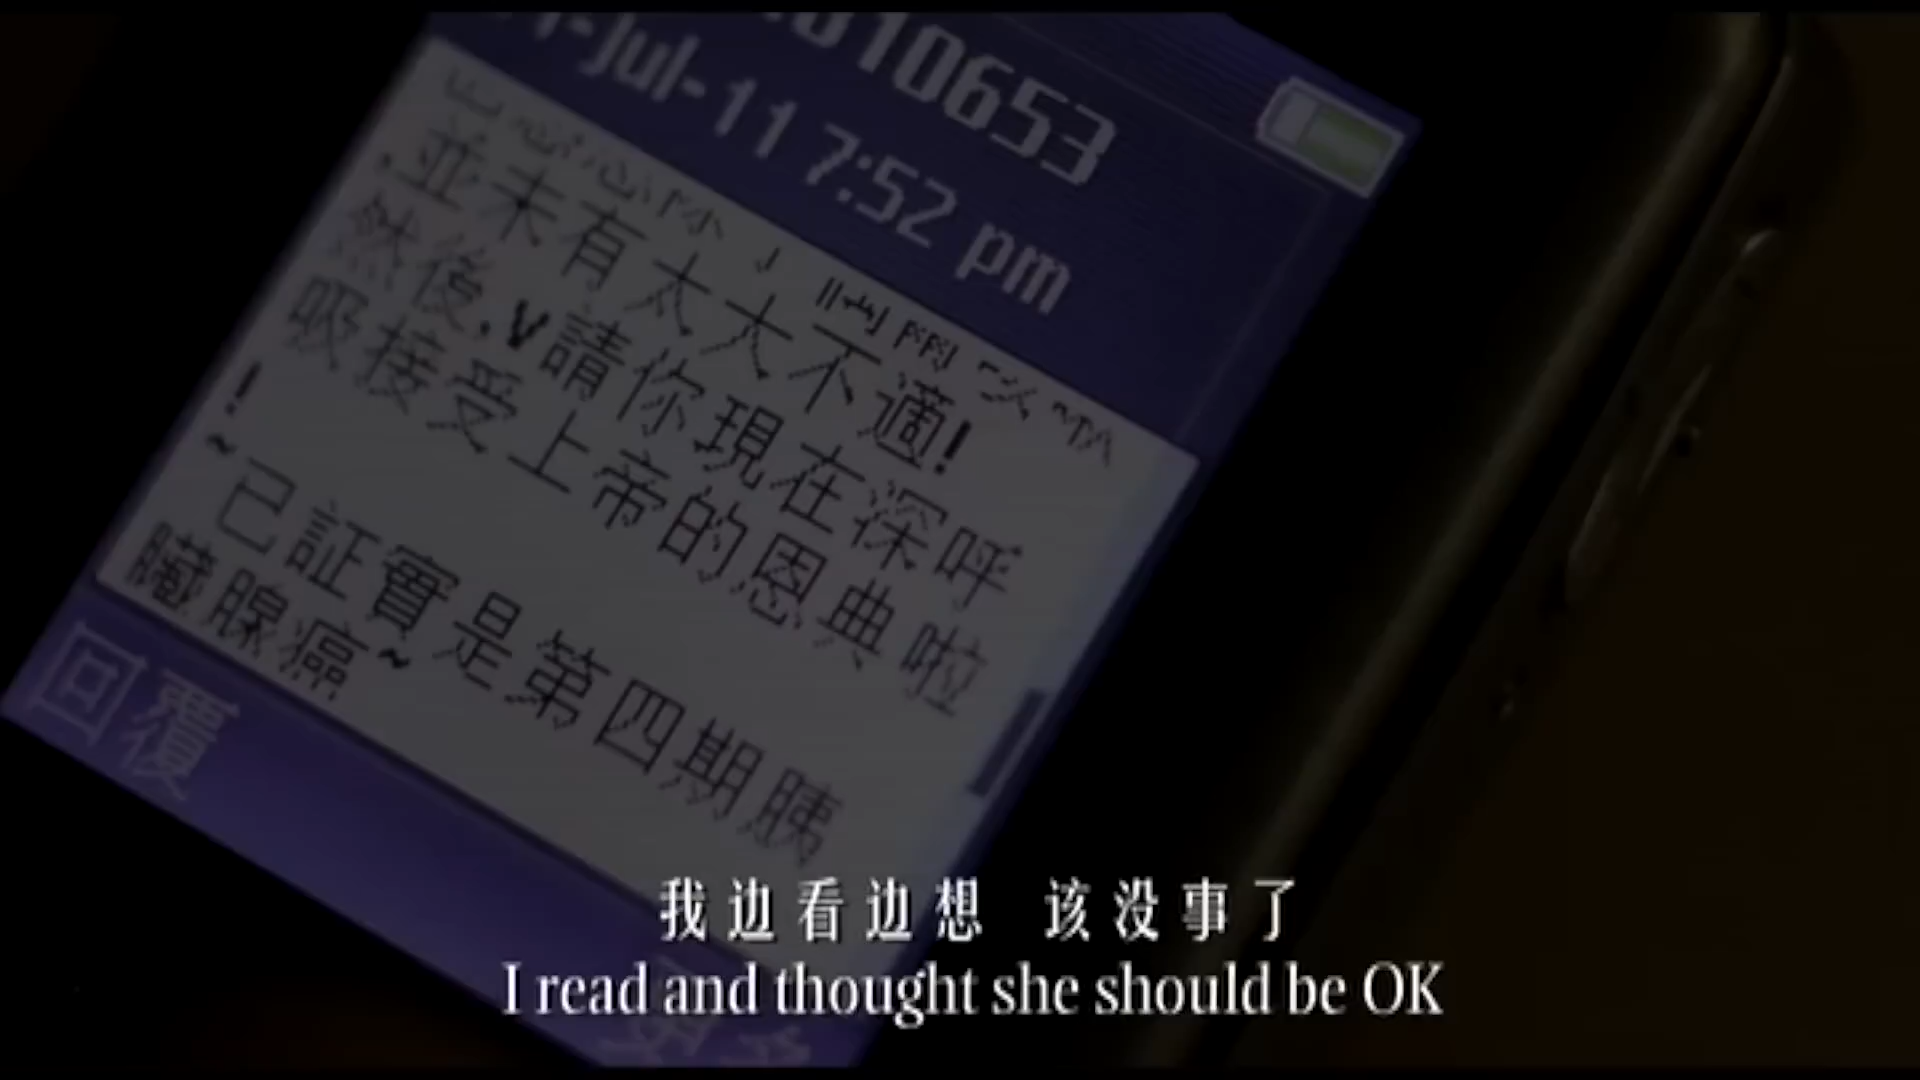 10653
-Jul-11 7:52 pm
,並未有太大不適!
然後,V請你現在深呼
吸接受上帝的恩典啦
!
~已証實是第四期胰
臟腺癌~
回覆
我边看边想 该没事了
I read and thought she should be OK